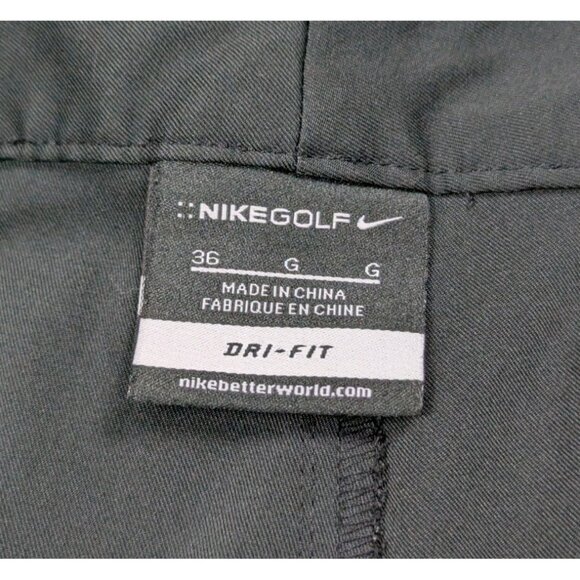 NIKEGOLF
36 G G
MADE IN CHINA
FABRIQUE EN CHINE
DRI-FIT
nikebetterworld.com